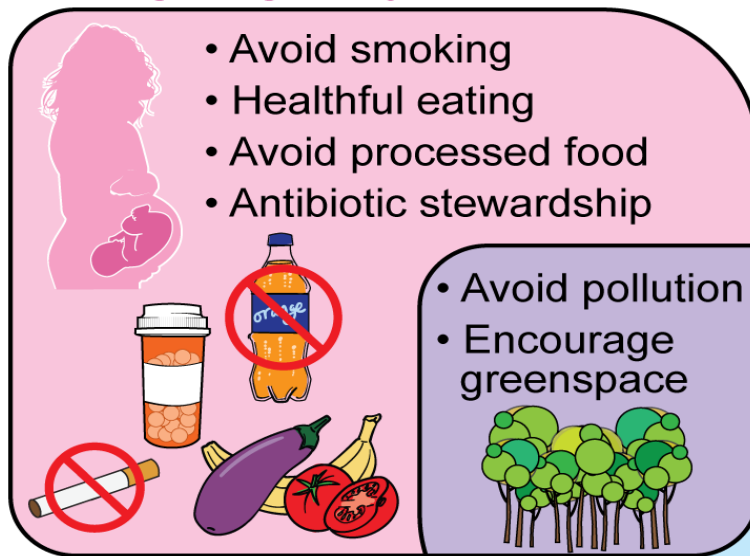 • Avoid smoking
• Healthful eating
• Avoid processed food
• Antibiotic stewardship
orange
• Avoid pollution
• Encourage
greenspace